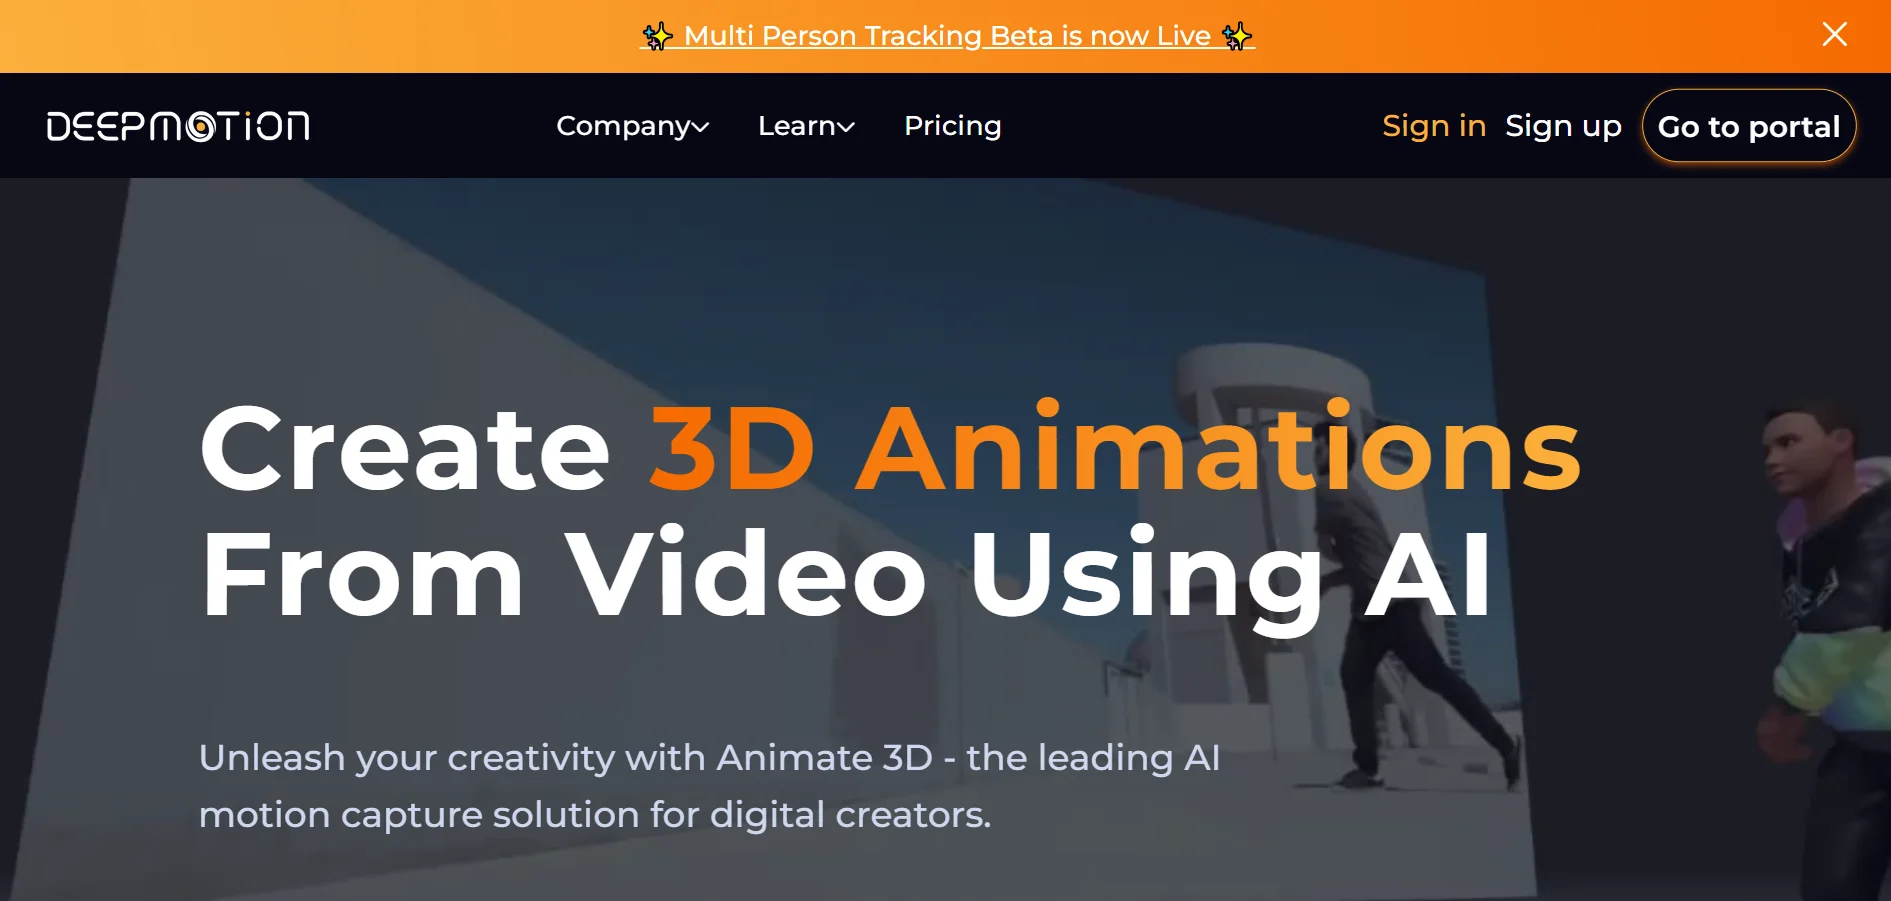 ✨ Multi Person Tracking Beta is now Live ✨
DEEPMOTION
Company
Learn
Pricing
Sign in
Sign up
Go to portal
Create 3D Animations
From Video Using AI
Unleash your creativity with Animate 3D - the leading AI
motion capture solution for digital creators.